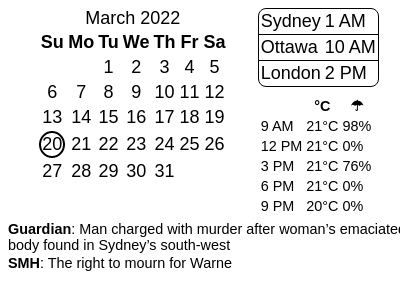 March 2022
Su Mo Tu We Th Fr Sa
1 2 3 4 5
6 7 8 9 10 11 12
13 14 15 16 17 18 19
20 21 22 23 24 25 26
27 28 29 30 31
Sydney 1 AM
Ottawa 10 AM
London 2 PM
°C ☂
9 AM 21°C 98%
12 PM 21°C 0%
3 PM 21°C 76%
6 PM 21°C 0%
9 PM 20°C 0%
Guardian: Man charged with murder after woman’s emaciated
body found in Sydney’s south-west
SMH: The right to mourn for Warne